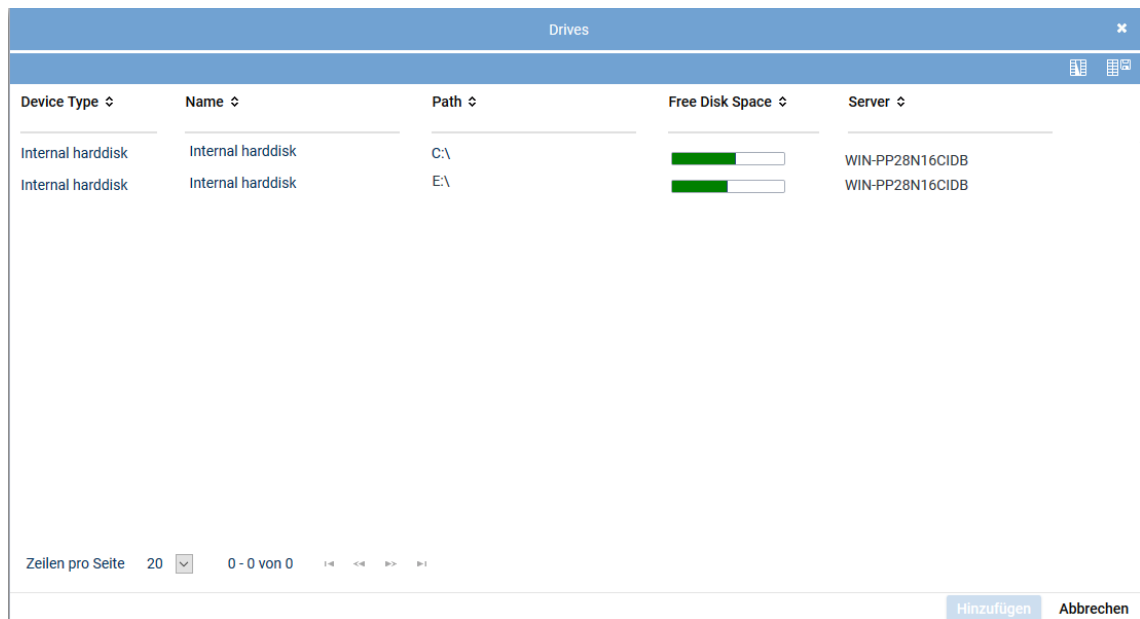 Drives
Device Type Name Path Free Disk Space Server
Internal harddisk Internal harddisk C:\ WIN-PP28N16CIDB
Internal harddisk Internal harddisk E:\ WIN-PP28N16CIDB
Zeilen pro Seite 20 0 - 0 von 0
Hinzufügen Abbrechen